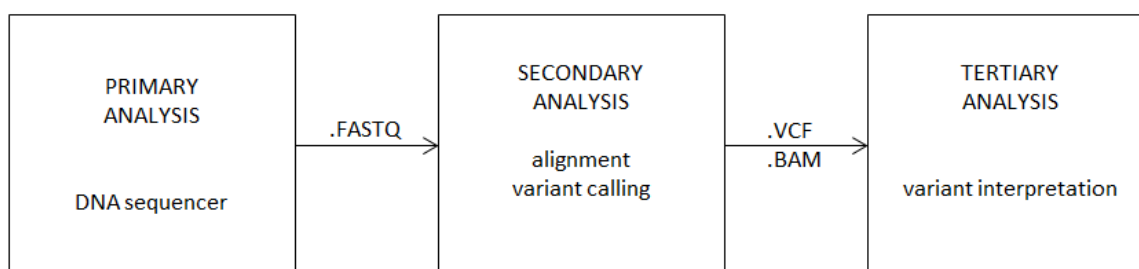 PRIMARY
ANALYSIS
DNA sequencer
.FASTQ
SECONDARY
ANALYSIS
alignment
variant calling
.VCF
.BAM
TERTIARY
ANALYSIS
variant interpretation